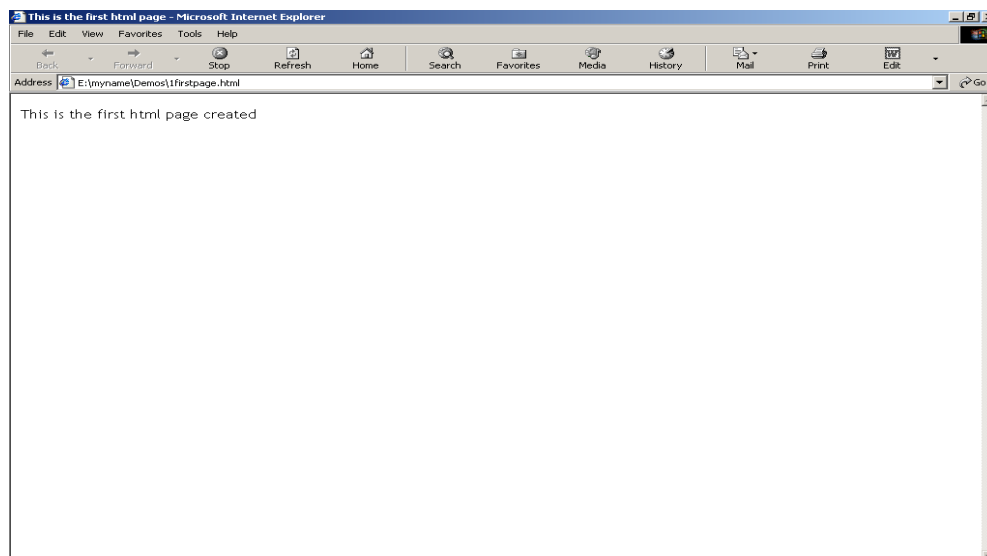 This is the first html page - Microsoft Internet Explorer
File Edit View Favorites Tools Help
Back Forward Stop Refresh Home Search Favorites Media History Mail Print Edit
Address E:\myname\Demos\1firstpage.html Go
This is the first html page created